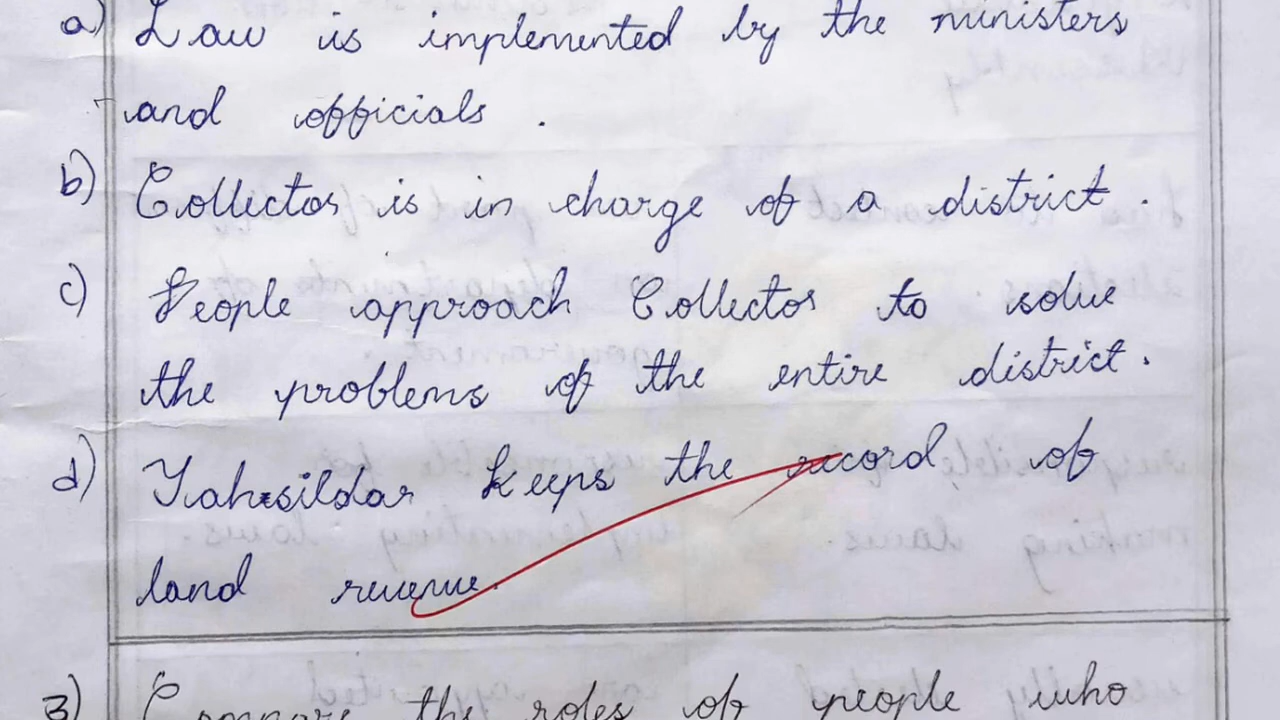 a) Law is implemented by the ministers
and officials .
b) Collector is in charge of a district .
c) People approach Collector to solve
the problems of the entire district .
d) Tahsildar keeps the record of
land revenue.
3) Compare the roles of people who